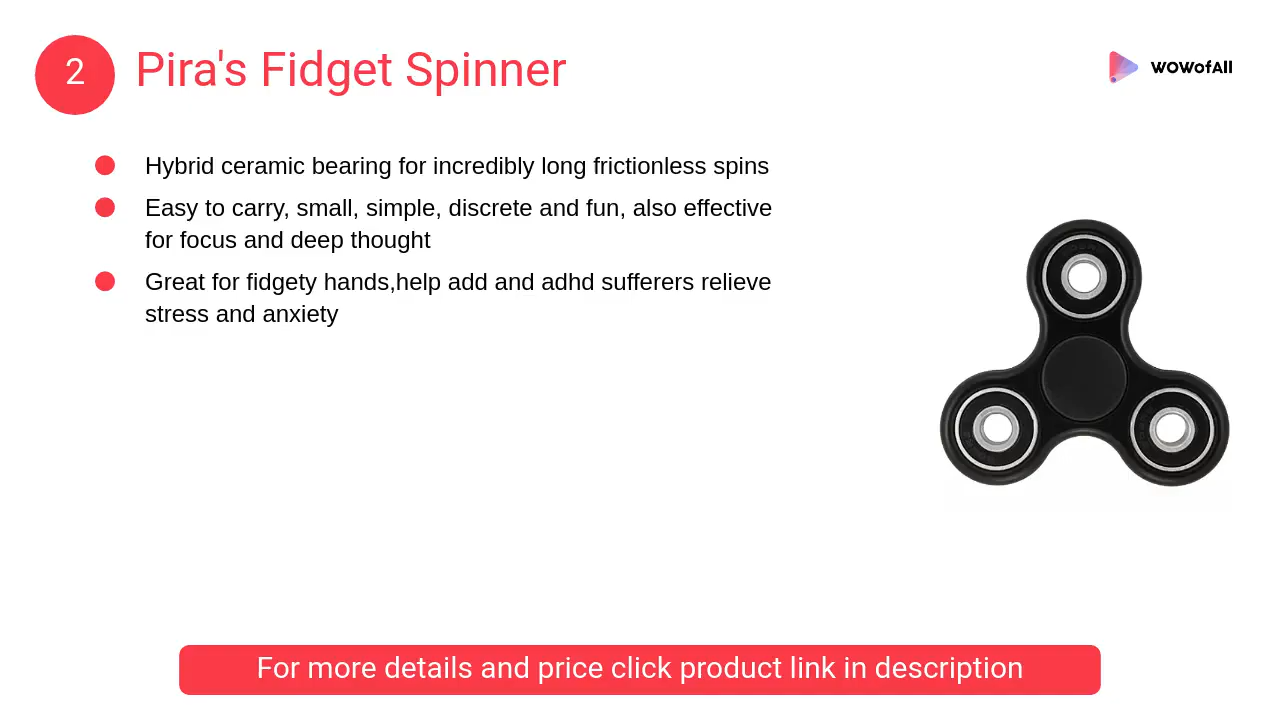 2
Pira's Fidget Spinner
WOWofAll
Hybrid ceramic bearing for incredibly long frictionless spins
Easy to carry, small, simple, discrete and fun, also effective
for focus and deep thought
Great for fidgety hands,help add and adhd sufferers relieve
stress and anxiety
For more details and price click product link in description